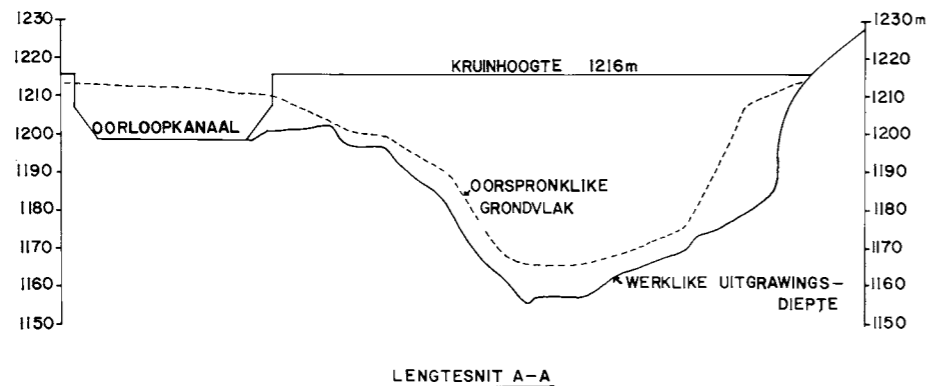 1230 1230m
1220 1220
KRUINHOOGTE 1216m
1210 1210
OORLOOPKANAAL
1200 1200
1190 1190
OORSPRONKLIKE
GRONDVLAK
1180 1180
1170 1170
WERKLIKE UITGRAWINGS-
DIEPTE
1160 1160
1150 1150
LENGTESNIT A-A